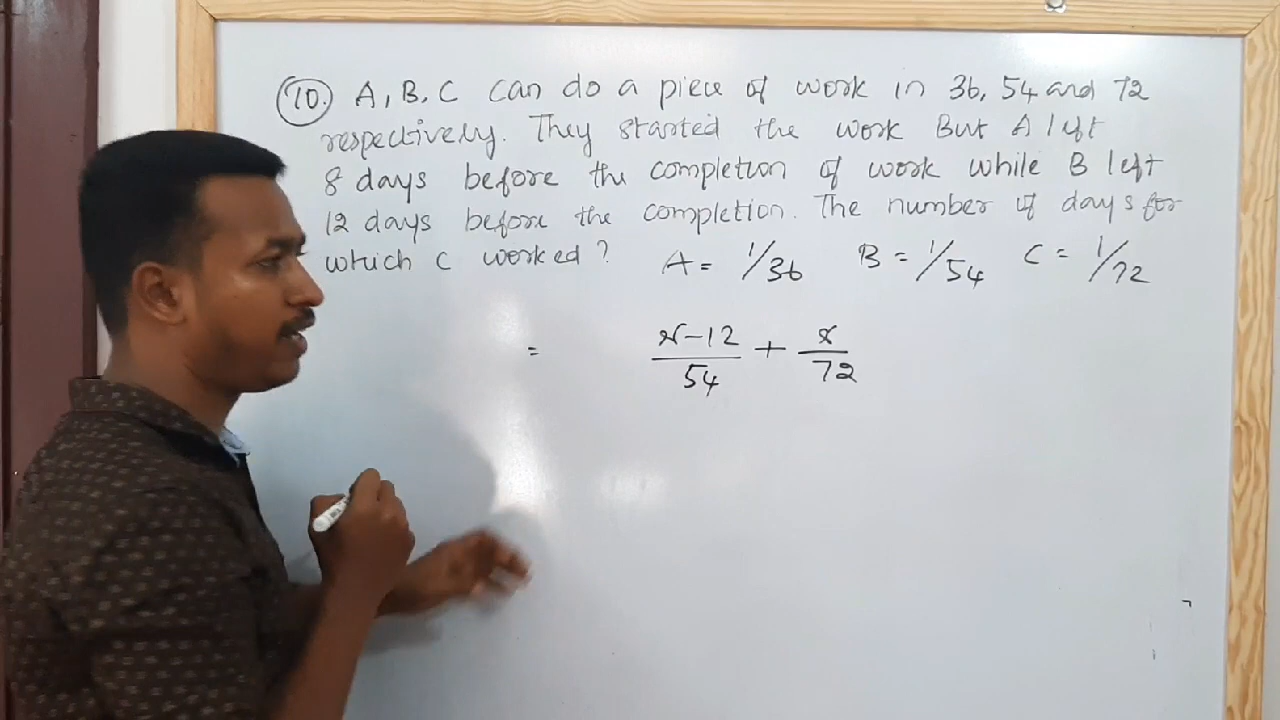 10. A, B, C can do a piece of work in 36, 54 and 72
respectively. They started the work But A left
8 days before the completion of work while B left
12 days before the completion. The number of days for
which C worked? A = 1/36 B = 1/54 C = 1/72
= x-12/54 + x/72